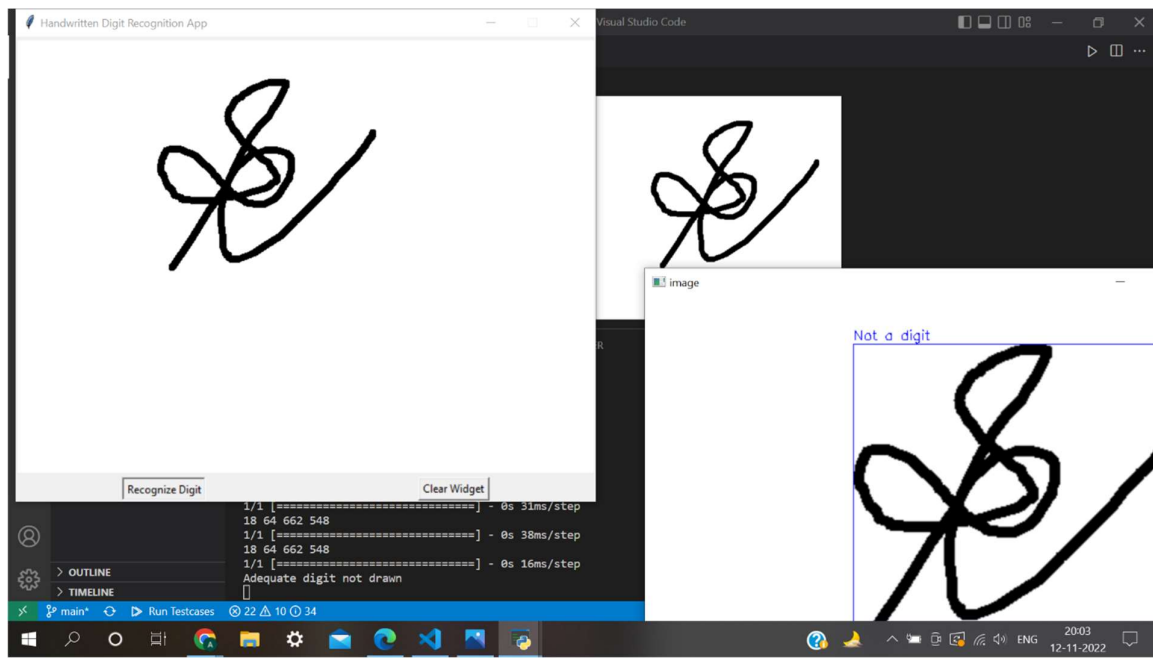 Handwritten Digit Recognition App
Visual Studio Code
image
Not a digit
ER
Recognize Digit
Clear Widget
1/1 [==============================] - 0s 31ms/step
18 64 662 548
1/1 [==============================] - 0s 38ms/step
18 64 662 548
1/1 [==============================] - 0s 16ms/step
Adequate digit not drawn
> OUTLINE
> TIMELINE
main* Run Testcases 22 10 34
ENG
20:03
12-11-2022